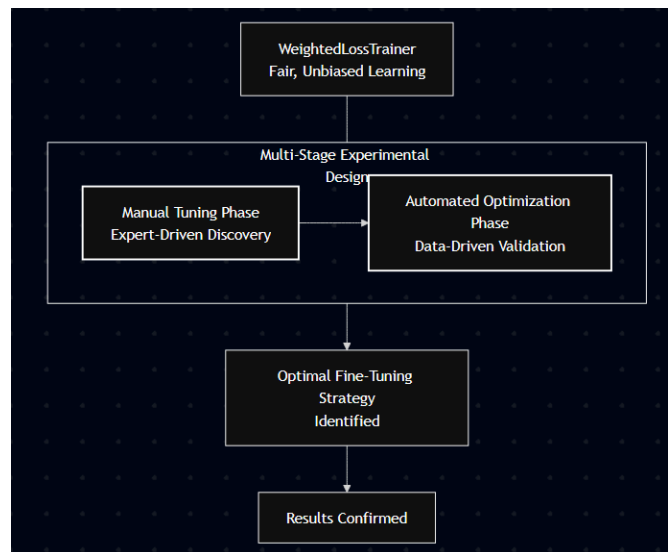 WeightedLossTrainer
Fair, Unbiased Learning
Multi-Stage Experimental
Design
Manual Tuning Phase
Expert-Driven Discovery
Automated Optimization
Phase
Data-Driven Validation
Optimal Fine-Tuning
Strategy
Identified
Results Confirmed